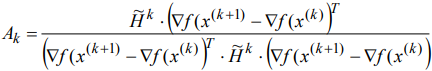 A_k = \frac{\widetilde{H}^k \cdot \left(\nabla f(x^{(k+1)} - \nabla f(x^{(k)}\right)^T}{\left(\nabla f(x^{(k+1)} - \nabla f(x^{(k)}\right)^T \cdot \widetilde{H}^k \cdot \left(\nabla f(x^{(k+1)} - \nabla f(x^{(k)}\right)}